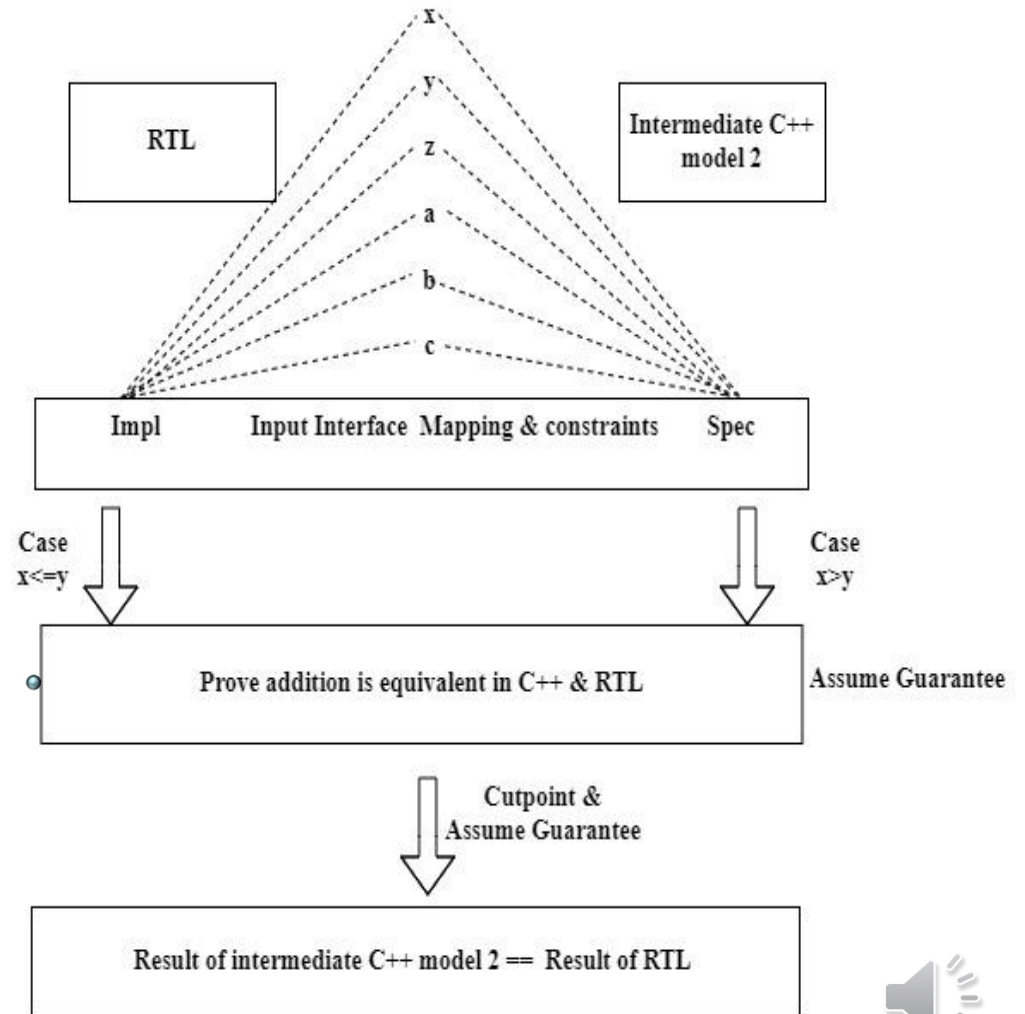 x
y
RTL
Intermediate C++
model 2
z
a
b
c
Impl Input Interface Mapping & constraints Spec
Case
x<=y
Case
x>y
Prove addition is equivalent in C++ & RTL
Assume Guarantee
Cutpoint &
Assume Guarantee
Result of intermediate C++ model 2 == Result of RTL